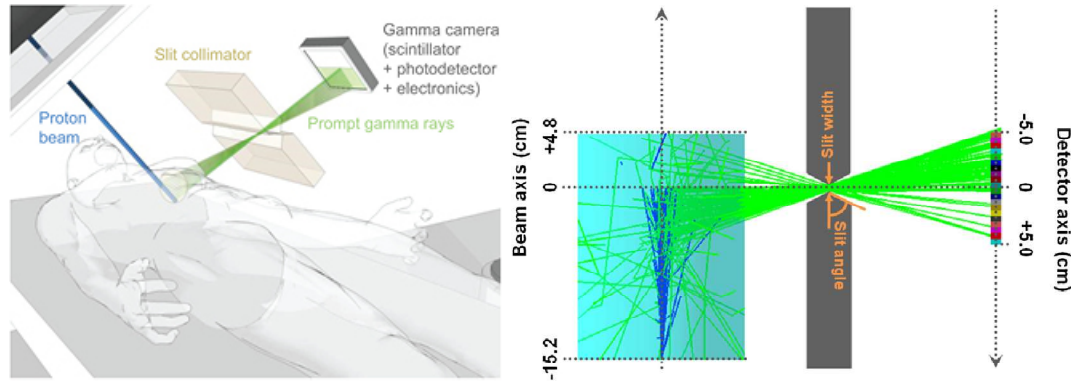 Gamma camera
(scintillator
+ photodetector
+ electronics)
Slit collimator
Proton
beam
Prompt gamma rays
Beam axis (cm)
+4.8
0
-15.2
Slit width
Slit angle
-5.0
0
+5.0
Detector axis (cm)